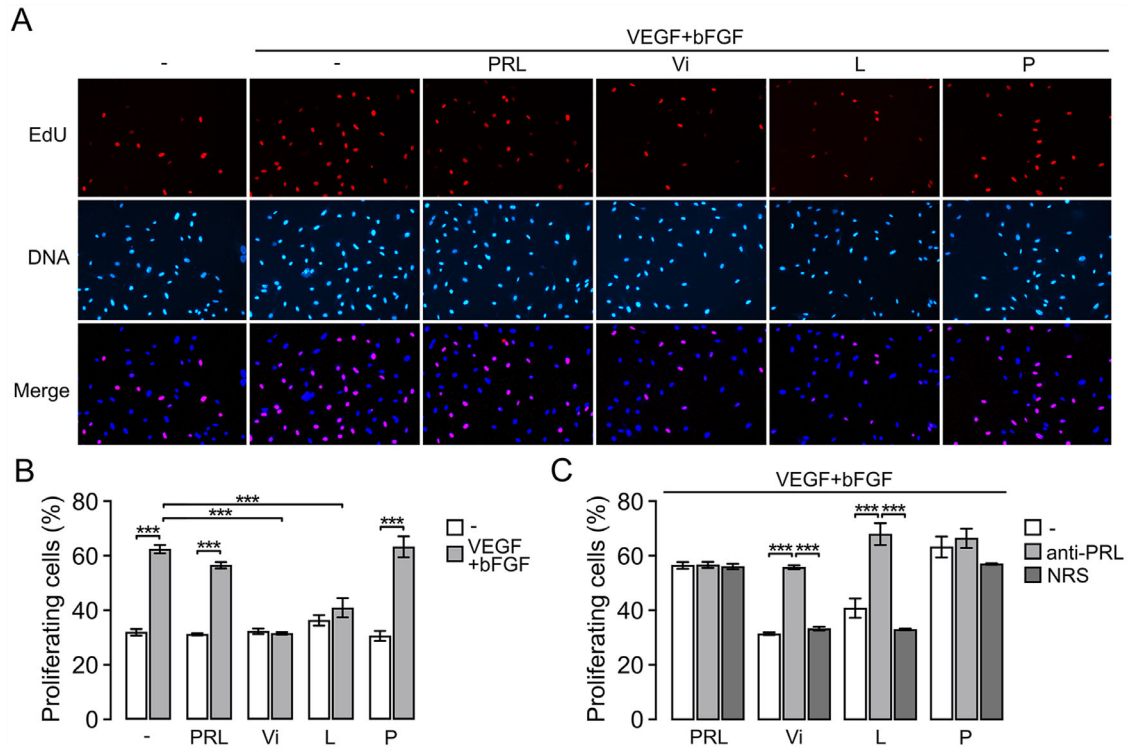 A
VEGF+bFGF
- - PRL Vi L P
EdU
DNA
Merge
B
Proliferating cells (%)
80
60
40
20
0
***
***
***
***
***
-
VEGF
+bFGF
- PRL Vi L P
C
VEGF+bFGF
Proliferating cells (%)
80
60
40
20
0
*** ***
*** ***
-
anti-PRL
NRS
PRL Vi L P